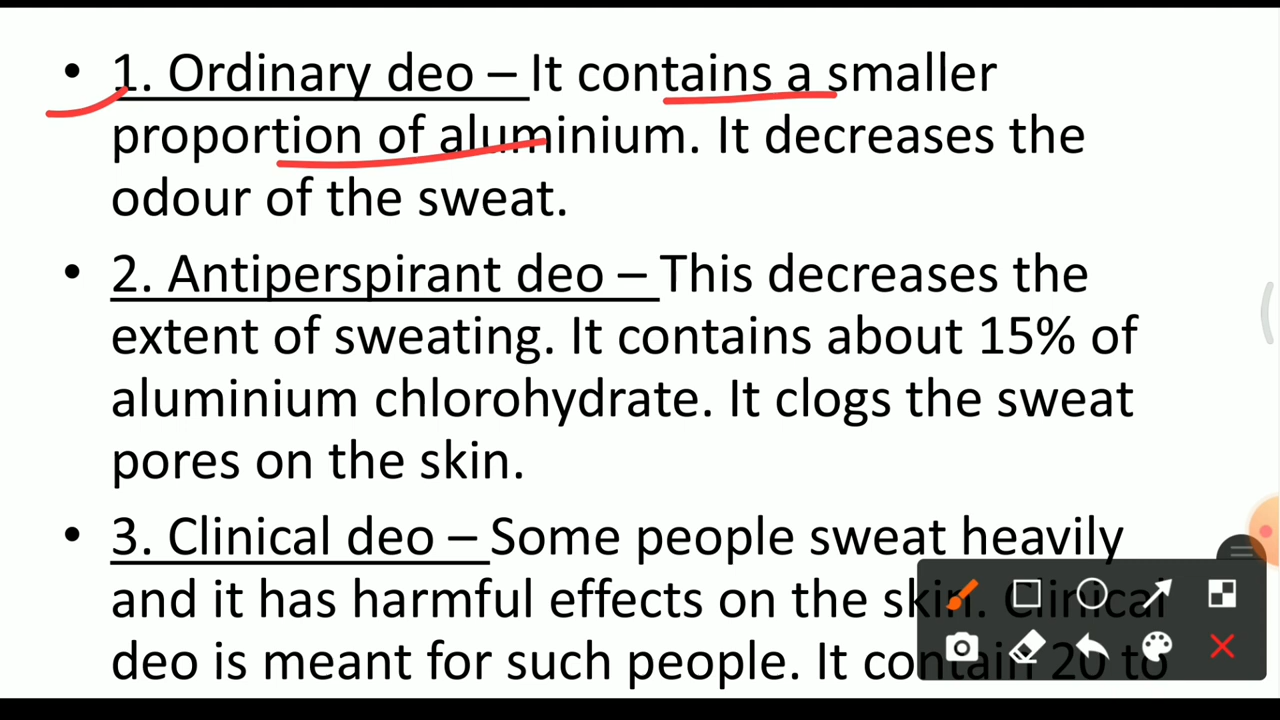 • 1. Ordinary deo – It contains a smaller
proportion of aluminium. It decreases the
odour of the sweat.
• 2. Antiperspirant deo – This decreases the
extent of sweating. It contains about 15% of
aluminium chlorohydrate. It clogs the sweat
pores on the skin.
• 3. Clinical deo – Some people sweat heavily
and it has harmful effects on the skin. Clinical
deo is meant for such people. It contain 20 to